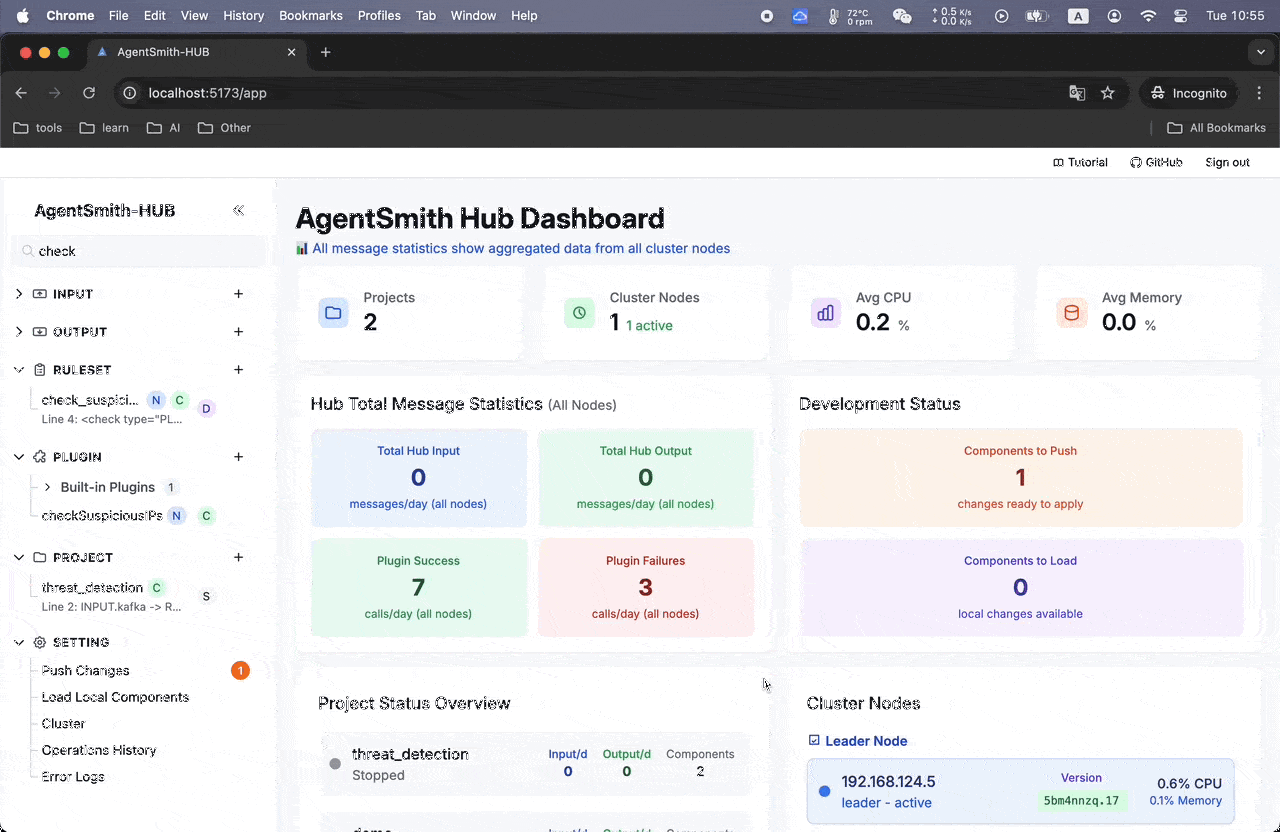 Chrome File Edit View History Bookmarks Profiles Tab Window Help
72°C
0 rpm
0.5 K/s
0.0 K/s
A
Tue 10:55
AgentSmith-HUB
localhost:5173/app
Incognito
tools learn AI Other
All Bookmarks
Tutorial GitHub Sign out
AgentSmith-HUB
check
INPUT
OUTPUT
RULESET
check_suspici... N C
D
Line 4: <check type="PL...
PLUGIN
Built-in Plugins 1
checkSuspiciousIPs N C
PROJECT
threat_detection C
S
Line 2: INPUT.kafka -> R...
SETTING
Push Changes 1
Load Local Components
Cluster
Operations History
Error Logs
AgentSmith Hub Dashboard
All message statistics show aggregated data from all cluster nodes
Projects
2
Cluster Nodes
1 1 active
Avg CPU
0.2 %
Avg Memory
0.0 %
Hub Total Message Statistics (All Nodes)
Total Hub Input
0
messages/day (all nodes)
Total Hub Output
0
messages/day (all nodes)
Plugin Success
7
calls/day (all nodes)
Plugin Failures
3
calls/day (all nodes)
Development Status
Components to Push
1
changes ready to apply
Components to Load
0
local changes available
Project Status Overview
threat_detection
Stopped
Input/d
0
Output/d
0
Components
2
Cluster Nodes
Leader Node
192.168.124.5
leader - active
Version
5bm4nnzq.17
0.6% CPU
0.1% Memory